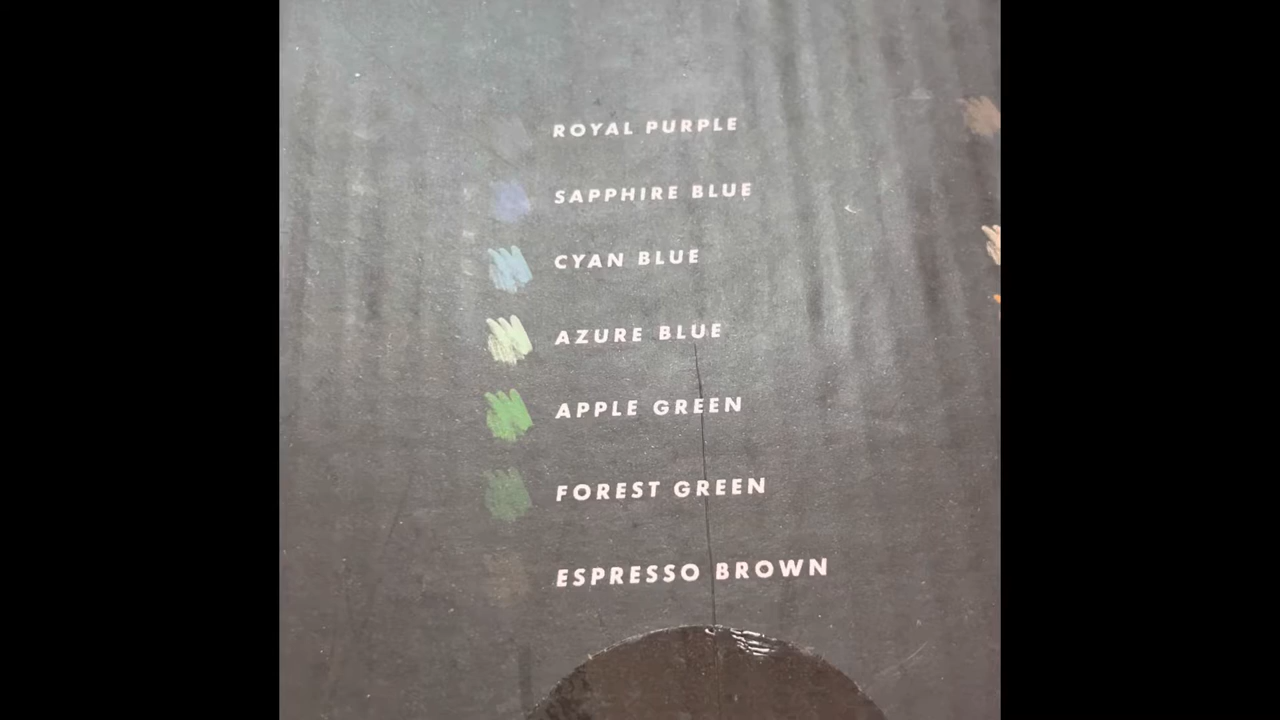 ROYAL PURPLE
SAPPHIRE BLUE
CYAN BLUE
AZURE BLUE
APPLE GREEN
FOREST GREEN
ESPRESSO BROWN